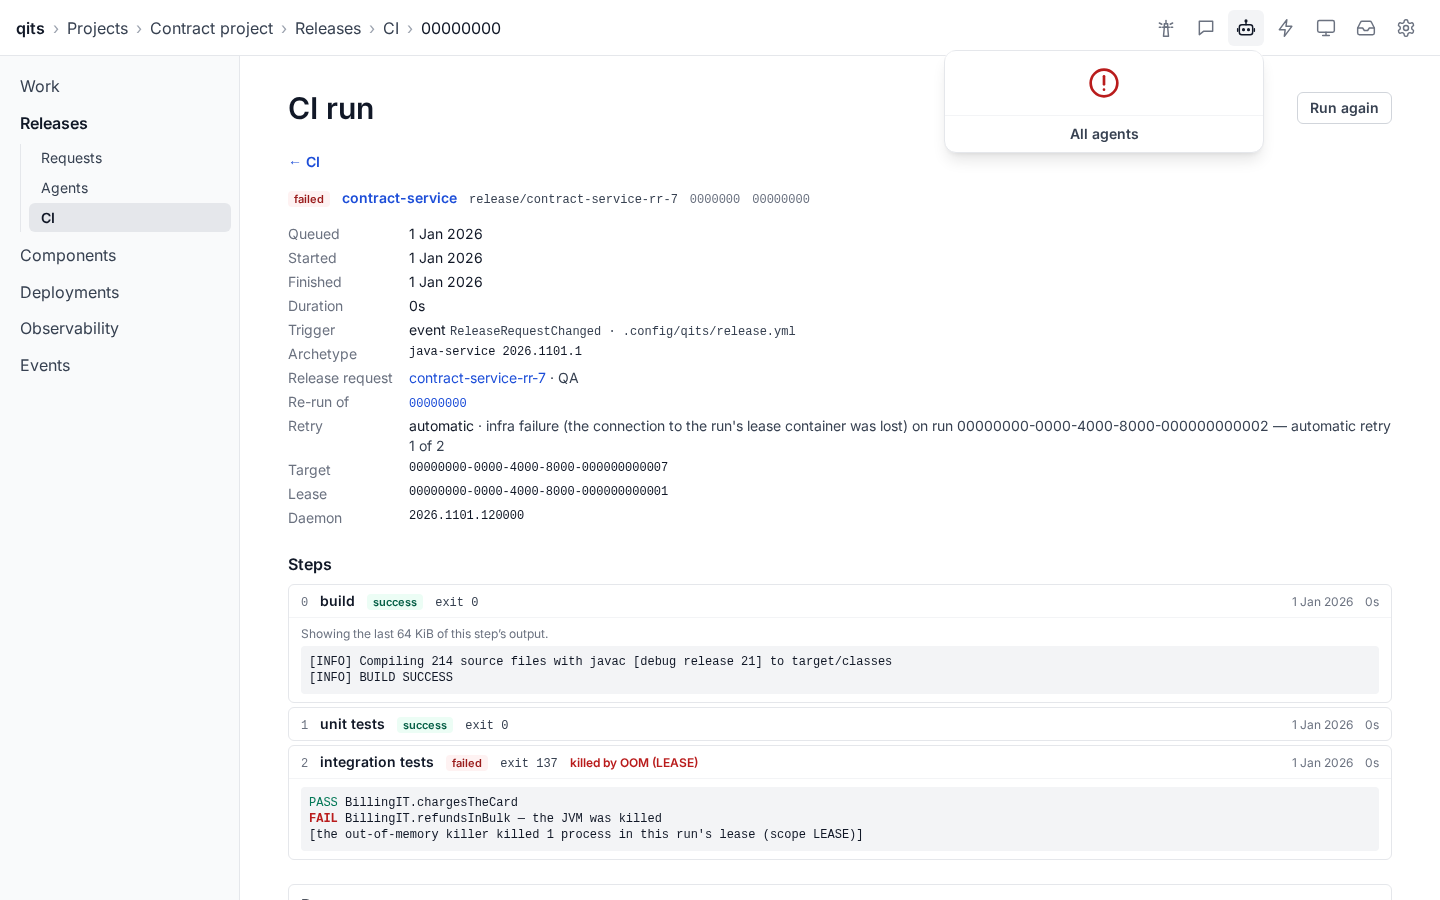 qits › Projects › Contract project › Releases › CI › 00000000
All agents
Work
Releases
Requests
Agents
CI
Components
Deployments
Observability
Events
CI run
Run again
← CI
failed contract-service release/contract-service-rr-7 0000000 00000000
Queued 1 Jan 2026
Started 1 Jan 2026
Finished 1 Jan 2026
Duration 0s
Trigger event ReleaseRequestChanged · .config/qits/release.yml
Archetype java-service 2026.1101.1
Release request contract-service-rr-7 · QA
Re-run of 00000000
Retry automatic · infra failure (the connection to the run's lease container was lost) on run 00000000-0000-4000-8000-000000000002 — automatic retry
1 of 2
Target 00000000-0000-4000-8000-000000000007
Lease 00000000-0000-4000-8000-000000000001
Daemon 2026.1101.120000
Steps
0 build success exit 0 1 Jan 2026 0s
Showing the last 64 KiB of this step’s output.
[INFO] Compiling 214 source files with javac [debug release 21] to target/classes
[INFO] BUILD SUCCESS
1 unit tests success exit 0 1 Jan 2026 0s
2 integration tests failed exit 137 killed by OOM (LEASE) 1 Jan 2026 0s
PASS BillingIT.chargesTheCard
FAIL BillingIT.refundsInBulk — the JVM was killed
[the out-of-memory killer killed 1 process in this run's lease (scope LEASE)]